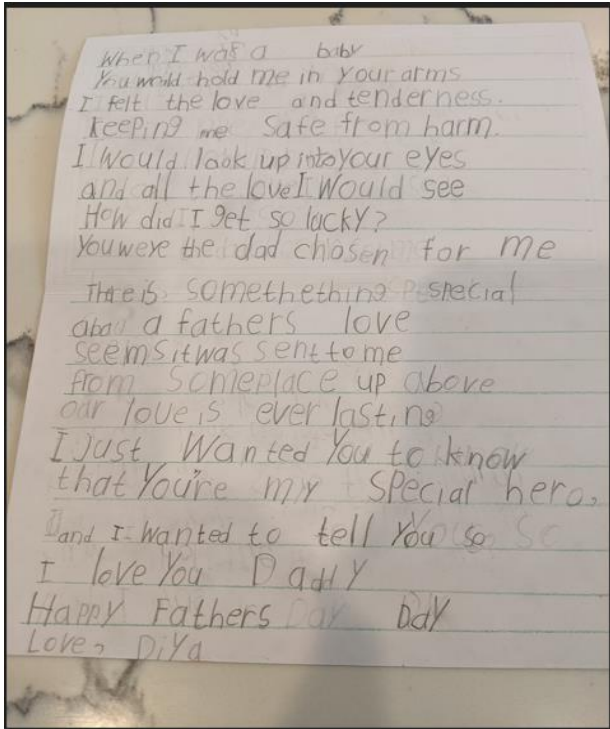 When I was a baby
You would hold me in your arms
I felt the love and tenderness.
keeping me safe from harm.
I Would look up into your eyes
and all the love I Would see
How did I get so lucky?
You were the dad chosen for me
There is somethething special
abou a fathers love
seems it was sent to me
from someplace up above
our love is ever lasting
I Just Wanted You to know
that You're my special hero,
and I wanted to tell You so
I love You Daddy
Happy Fathers Day
Love, Diya